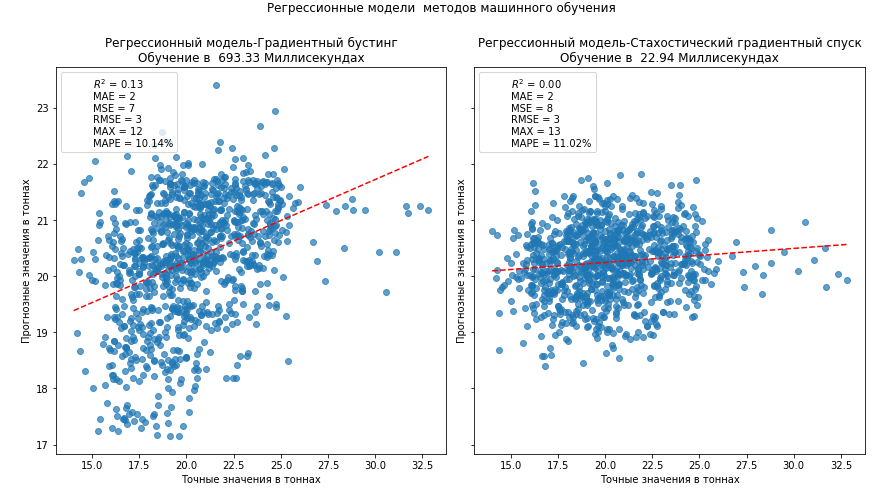 Регрессионные модели  методов машинного обучения
Регрессионный модель-Градиентный бустинг
Обучение в  693.33 Миллисекундах
R² = 0.13
MAE = 2
MSE = 7
RMSE = 3
MAX = 12
MAPE = 10.14%
23
22
21
20
19
18
17
Прогнозные значения в тоннах
15.0 17.5 20.0 22.5 25.0 27.5 30.0 32.5
Точные значения в тоннах
Регрессионный модель-Стахостический градиентный спуск
Обучение в  22.94 Миллисекундах
R² = 0.00
MAE = 2
MSE = 8
RMSE = 3
MAX = 13
MAPE = 11.02%
Прогнозные значения в тоннах
15.0 17.5 20.0 22.5 25.0 27.5 30.0 32.5
Точные значения в тоннах